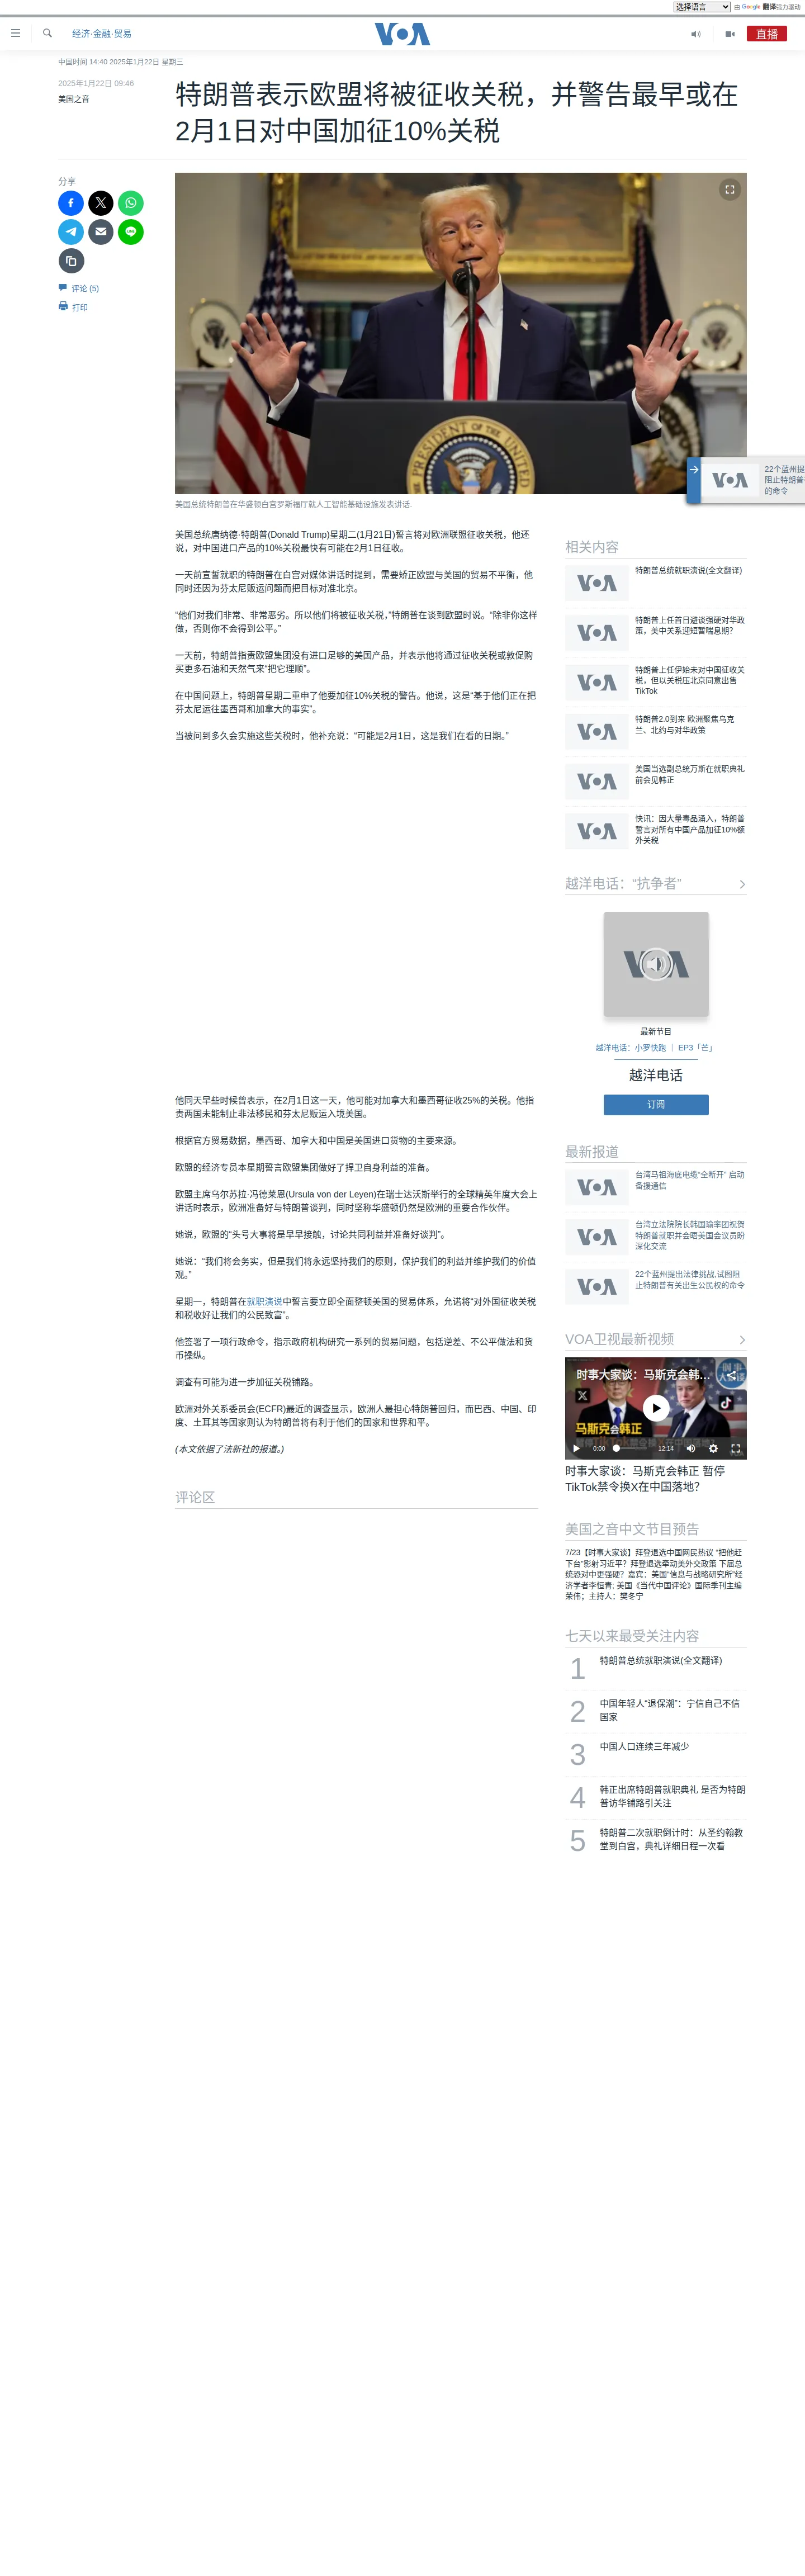 选择语言
由 Google 翻译强力驱动
经济·金融·贸易
VOA
直播
中国时间 14:40 2025年1月22日 星期三
2025年1月22日 09:46
美国之音
特朗普表示欧盟将被征收关税，并警告最早或在
2月1日对中国加征10%关税
分享
评论 (5)
打印
美国总统特朗普在华盛顿白宫罗斯福厅就人工智能基础设施发表讲话.
VOA
22个蓝州提
阻止特朗普有
的命令
美国总统唐纳德·特朗普(Donald Trump)星期二(1月21日)誓言将对欧洲联盟征收关税，他还
说，对中国进口产品的10%关税最快有可能在2月1日征收。
一天前宣誓就职的特朗普在白宫对媒体讲话时提到，需要矫正欧盟与美国的贸易不平衡，他
同时还因为芬太尼贩运问题而把目标对准北京。
“他们对我们非常、非常恶劣。所以他们将被征收关税，”特朗普在谈到欧盟时说。“除非你这样
做，否则你不会得到公平。”
一天前，特朗普指责欧盟集团没有进口足够的美国产品，并表示他将通过征收关税或敦促购
买更多石油和天然气来“把它理顺”。
在中国问题上，特朗普星期二重申了他要加征10%关税的警告。他说，这是“基于他们正在把
芬太尼运往墨西哥和加拿大的事实”。
当被问到多久会实施这些关税时，他补充说：“可能是2月1日，这是我们在看的日期。”
他同天早些时候曾表示，在2月1日这一天，他可能对加拿大和墨西哥征收25%的关税。他指
责两国未能制止非法移民和芬太尼贩运入境美国。
根据官方贸易数据，墨西哥、加拿大和中国是美国进口货物的主要来源。
欧盟的经济专员本星期誓言欧盟集团做好了捍卫自身利益的准备。
欧盟主席乌尔苏拉·冯德莱恩(Ursula von der Leyen)在瑞士达沃斯举行的全球精英年度大会上
讲话时表示，欧洲准备好与特朗普谈判，同时坚称华盛顿仍然是欧洲的重要合作伙伴。
她说，欧盟的“头号大事将是早早接触，讨论共同利益并准备好谈判”。
她说：“我们将会务实，但是我们将永远坚持我们的原则，保护我们的利益并维护我们的价值
观。”
星期一，特朗普在就职演说中誓言要立即全面整顿美国的贸易体系，允诺将“对外国征收关税
和税收好让我们的公民致富”。
他签署了一项行政命令，指示政府机构研究一系列的贸易问题，包括逆差、不公平做法和货
币操纵。
调查有可能为进一步加征关税铺路。
欧洲对外关系委员会(ECFR)最近的调查显示，欧洲人最担心特朗普回归，而巴西、中国、印
度、土耳其等国家则认为特朗普将有利于他们的国家和世界和平。
(本文依据了法新社的报道。)
评论区
相关内容
VOA
特朗普总统就职演说(全文翻译)
VOA
特朗普上任首日避谈强硬对华政
策，美中关系迎短暂喘息期？
VOA
特朗普上任伊始未对中国征收关
税，但以关税压北京同意出售
TikTok
VOA
特朗普2.0到来 欧洲聚焦乌克
兰、北约与对华政策
VOA
美国当选副总统万斯在就职典礼
前会见韩正
VOA
快讯：因大量毒品涌入，特朗普
誓言对所有中国产品加征10%额
外关税
越洋电话：“抗争者”
VOA
最新节目
越洋电话：小罗快跑 ｜ EP3「芒」
越洋电话
订阅
最新报道
VOA
台湾马祖海底电缆“全断开” 启动
备援通信
VOA
台湾立法院院长韩国瑜率团祝贺
特朗普就职并会晤美国会议员盼
深化交流
VOA
22个蓝州提出法律挑战,试图阻
止特朗普有关出生公民权的命令
VOA卫视最新视频
时事大家谈：马斯克会韩…
马斯克会韩正
0:00
12:14
时事大家谈：马斯克会韩正 暂停
TikTok禁令换X在中国落地？
美国之音中文节目预告
7/23【时事大家谈】拜登退选中国网民热议 “把他赶
下台”影射习近平？拜登退选牵动美外交政策 下届总
统恐对中更强硬？嘉宾：美国“信息与战略研究所”经
济学者李恒青; 美国《当代中国评论》国际季刊主编
荣伟；主持人：樊冬宁
七天以来最受关注内容
1
特朗普总统就职演说(全文翻译)
2
中国年轻人“退保潮”：宁信自己不信
国家
3
中国人口连续三年减少
4
韩正出席特朗普就职典礼 是否为特朗
普访华铺路引关注
5
特朗普二次就职倒计时：从圣约翰教
堂到白宫，典礼详细日程一次看